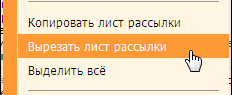 Копировать лист рассылки
Вырезать лист рассылки
Выделить всё